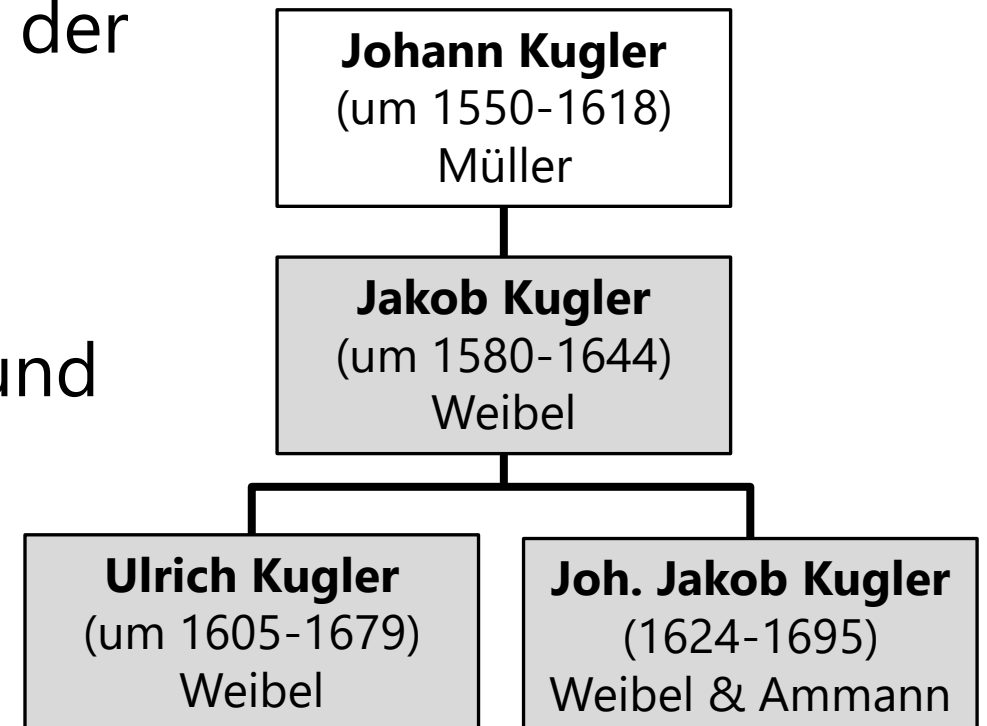 der
Johann Kugler
(um 1550-1618)
Müller
Jakob Kugler
(um 1580-1644)
und
Weibel
Ulrich Kugler
(um 1605-1679)
Weibel
Joh. Jakob Kugler
(1624-1695)
Weibel & Ammann